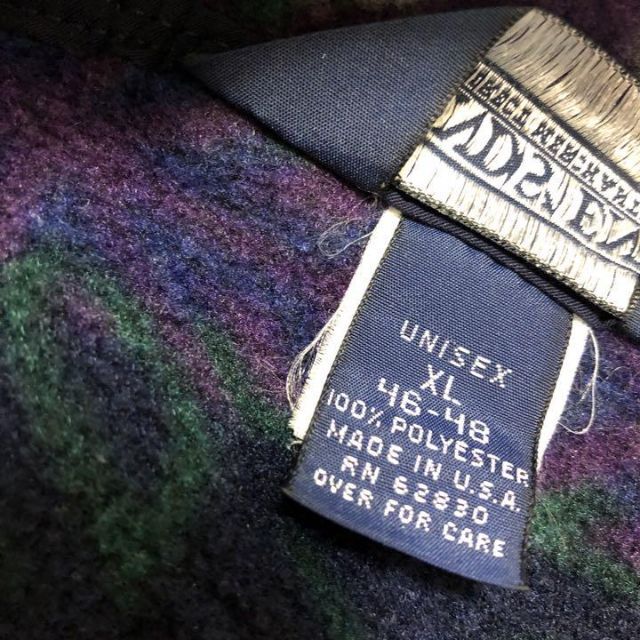 UNISEX
XL
46-48
100% POLYESTER
MADE IN U.S.A.
RN 62830
OVER FOR CARE